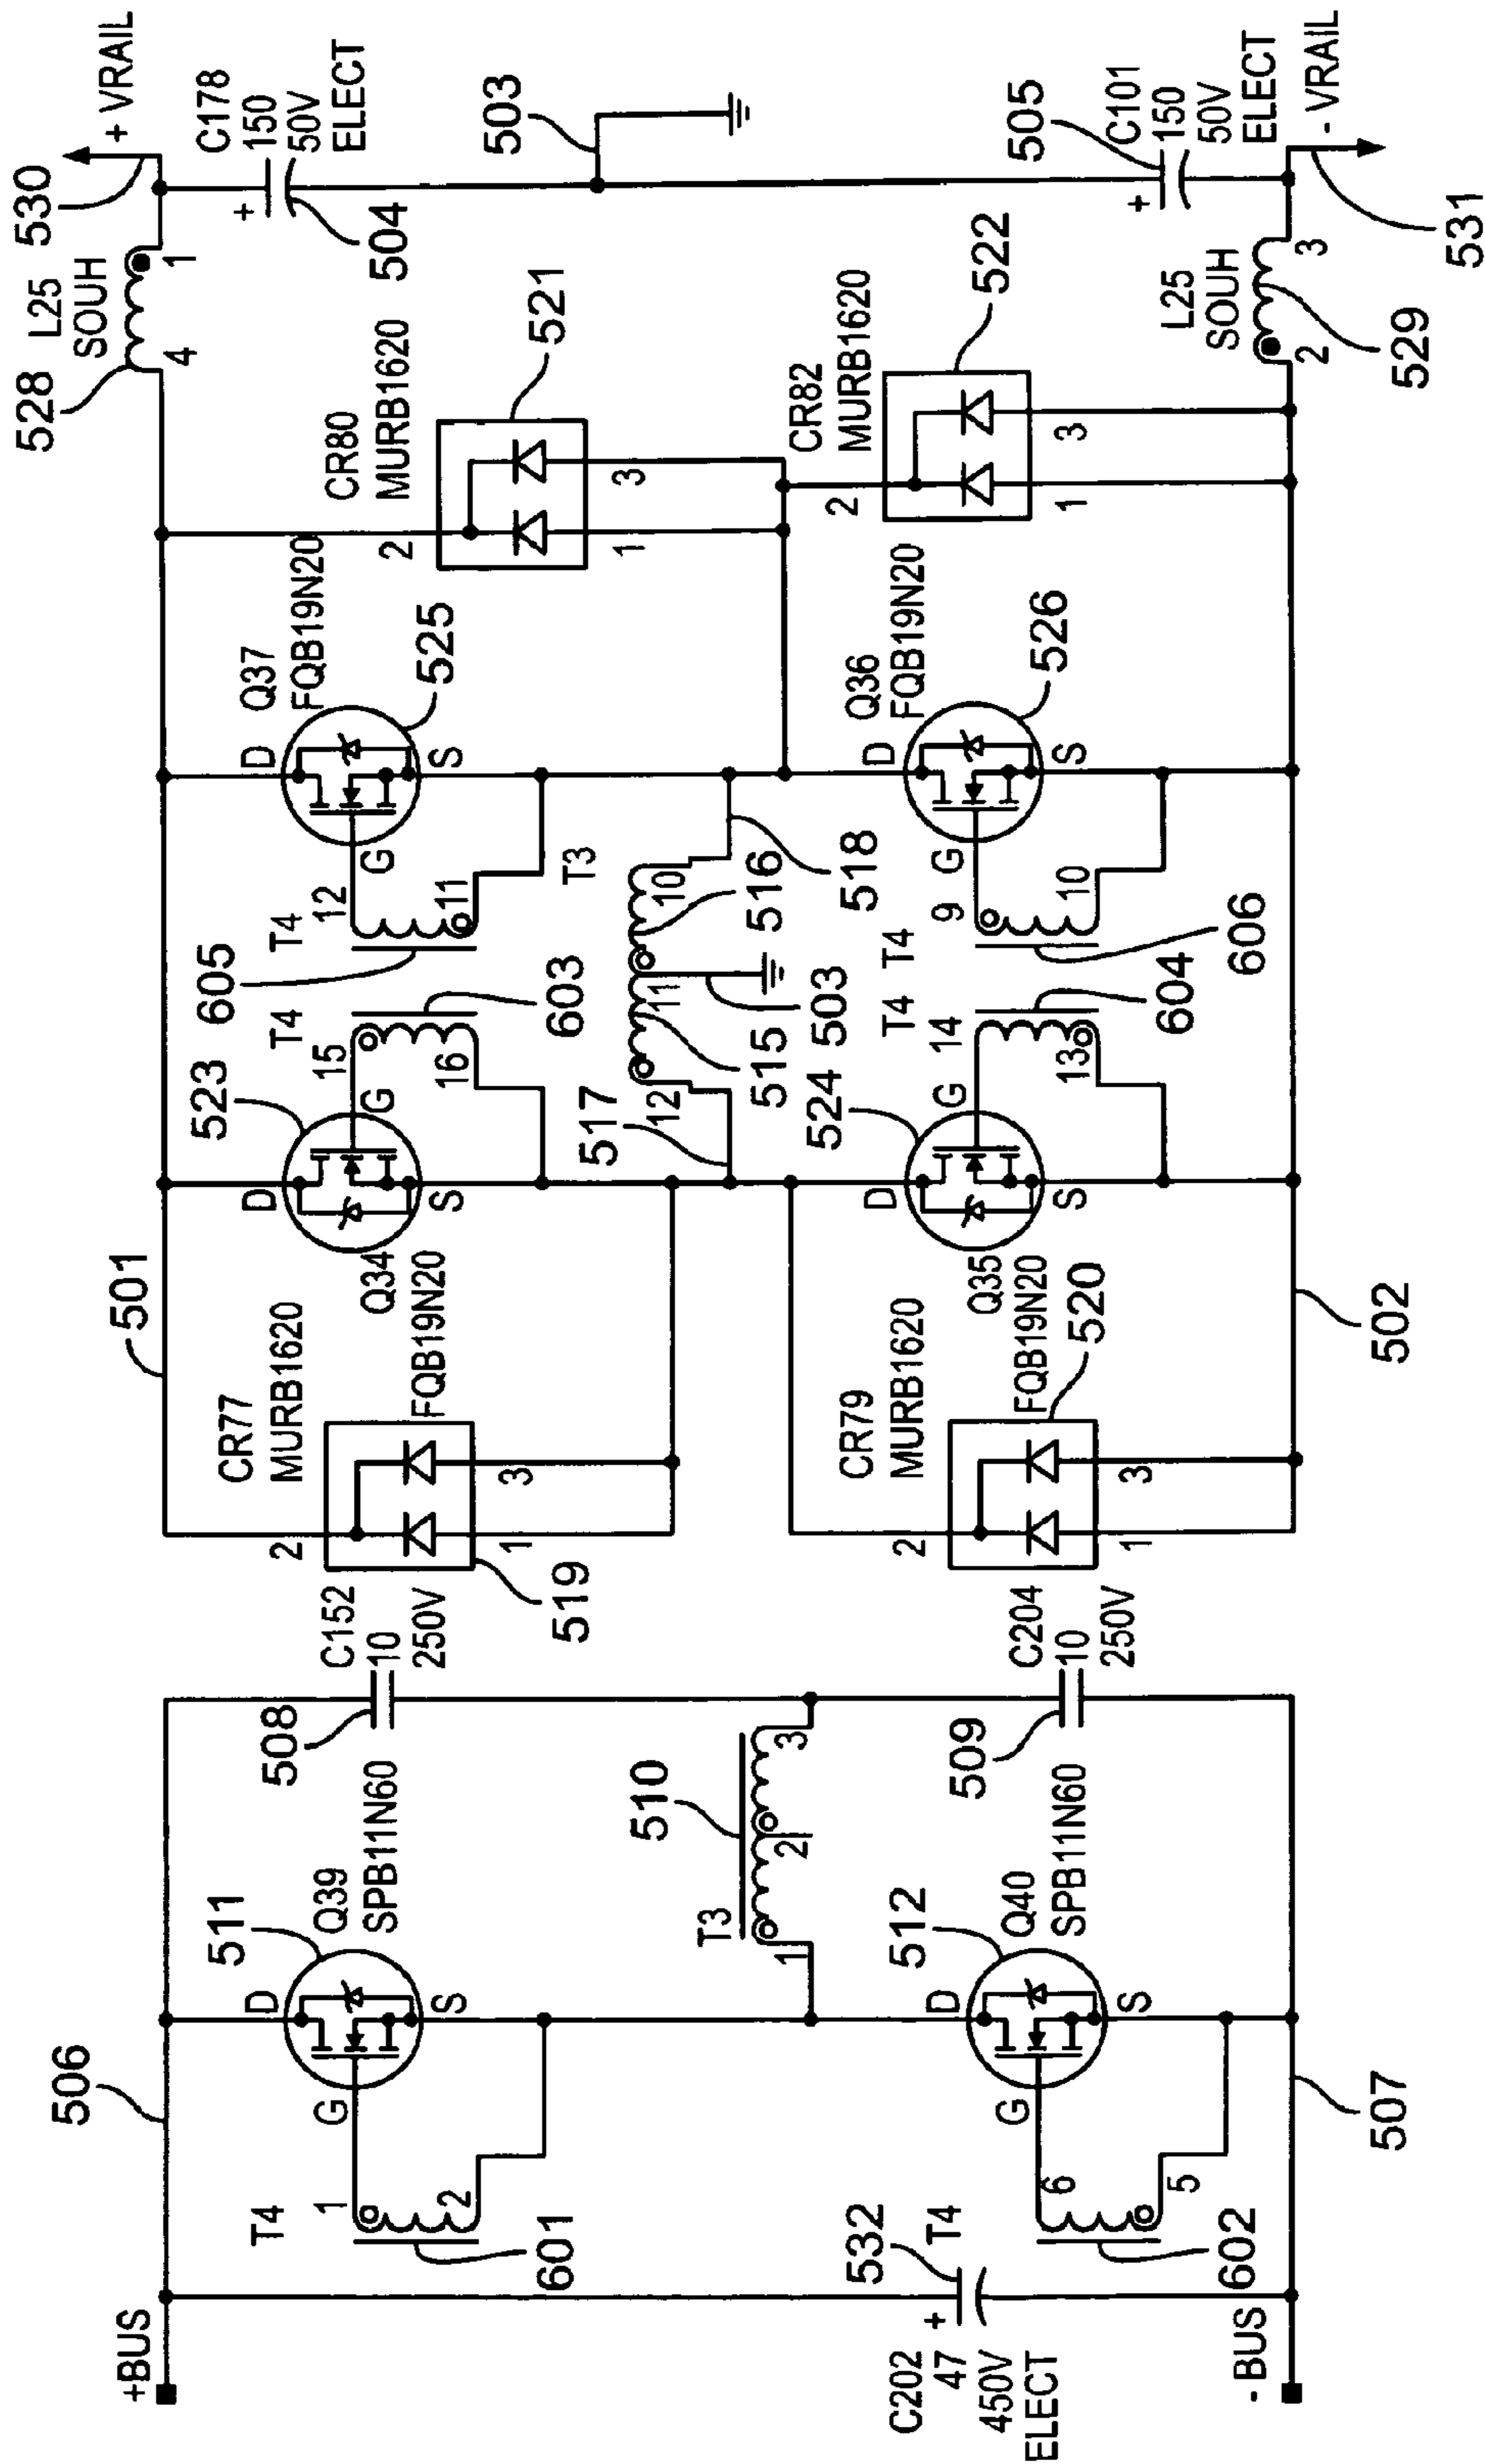 +BUS
506
511
Q39
SPB11N60
D
S
G
T4
1
2
601
C202
47
450V
ELECT
+
532
T4
6
5
602
G
D
S
512
Q40
SPB11N60
507
- BUS
T3
1
2
3
510
508
C152
10
250V
509
C204
10
250V
501
CR77
MURB1620
2
1
3
519
Q34
FQB19N20
D
S
G
523
T4
15
16
603
605
T4
12
11
G
D
S
Q37
FQB19N20
525
CR80
MURB1620
2
1
3
521
517
12
515
11
503
516
10
518
T3
CR79
MURB1620
2
1
3
520
Q35
FQB19N20
D
S
G
524
T4
14
13
604
606
T4
9
10
G
D
S
Q36
FQB19N20
526
CR82
MURB1620
2
1
3
522
502
528
L25
SOUH
4
1
530
+ VRAIL
C178
150
50V
ELECT
+
504
503
505
C101
150
50V
ELECT
+
L25
SOUH
2
3
529
531
- VRAIL